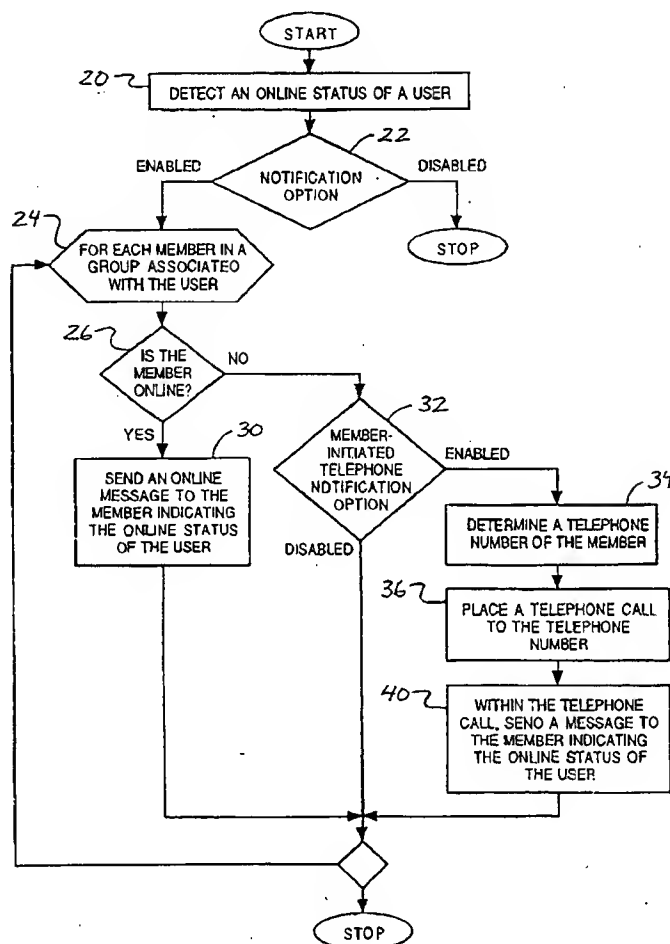 START
20
DETECT AN ONLINE STATUS OF A USER
22
ENABLED
DISABLED
NOTIFICATION
OPTION
24
STOP
FOR EACH MEMBER IN A
GROUP ASSOCIATED
WITH THE USER
26
IS THE
MEMBER
ONLINE?
NO
32
YES
30
MEMBER-
INITIATED
TELEPHONE
NOTIFICATION
OPTION
ENABLED
SEND AN ONLINE
MESSAGE TO THE
MEMBER INDICATING
THE ONLINE STATUS
OF THE USER
DISABLED
34
DETERMINE A TELEPHONE
NUMBER OF THE MEMBER
36
PLACE A TELEPHONE CALL
TO THE TELEPHONE
NUMBER
40
WITHIN THE TELEPHONE
CALL, SEND A MESSAGE TO
THE MEMBER INDICATING
THE ONLINE STATUS OF
THE USER
STOP